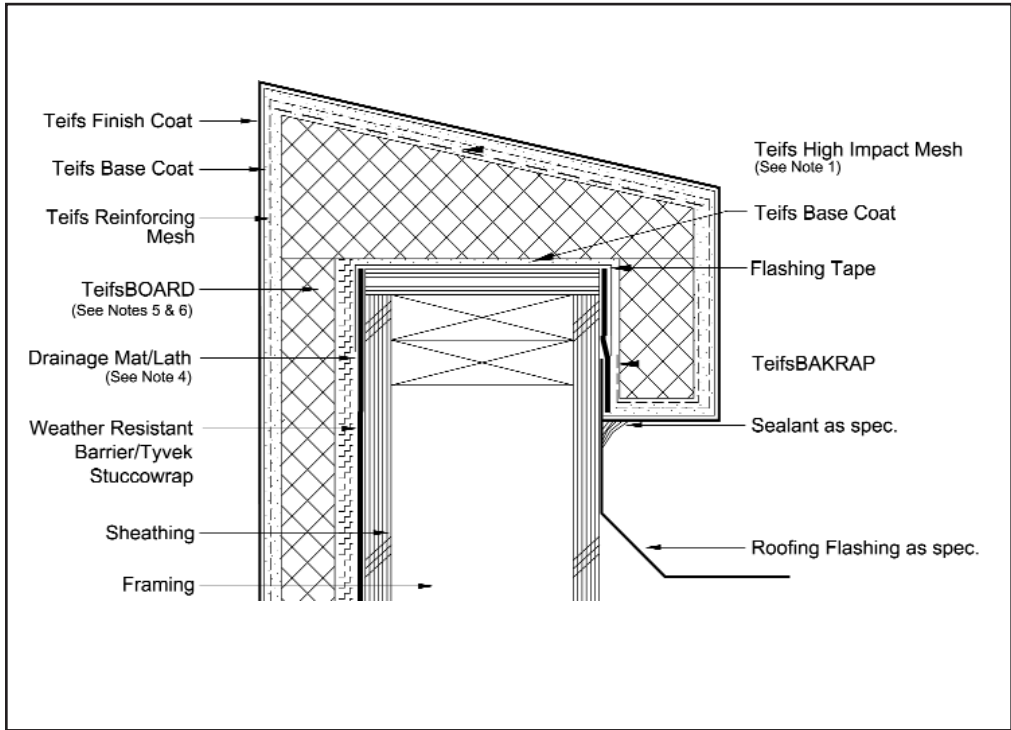 Teifs Finish Coat
Teifs Base Coat
Teifs Reinforcing
Mesh
TeifsBOARD
(See Notes 5 & 6)
Drainage Mat/Lath
(See Note 4)
Weather Resistant
Barrier/Tyvek
Stuccowrap
Sheathing
Framing
Teifs High Impact Mesh
(See Note 1)
Teifs Base Coat
Flashing Tape
TeifsBAKRAP
Sealant as spec.
Roofing Flashing as spec.